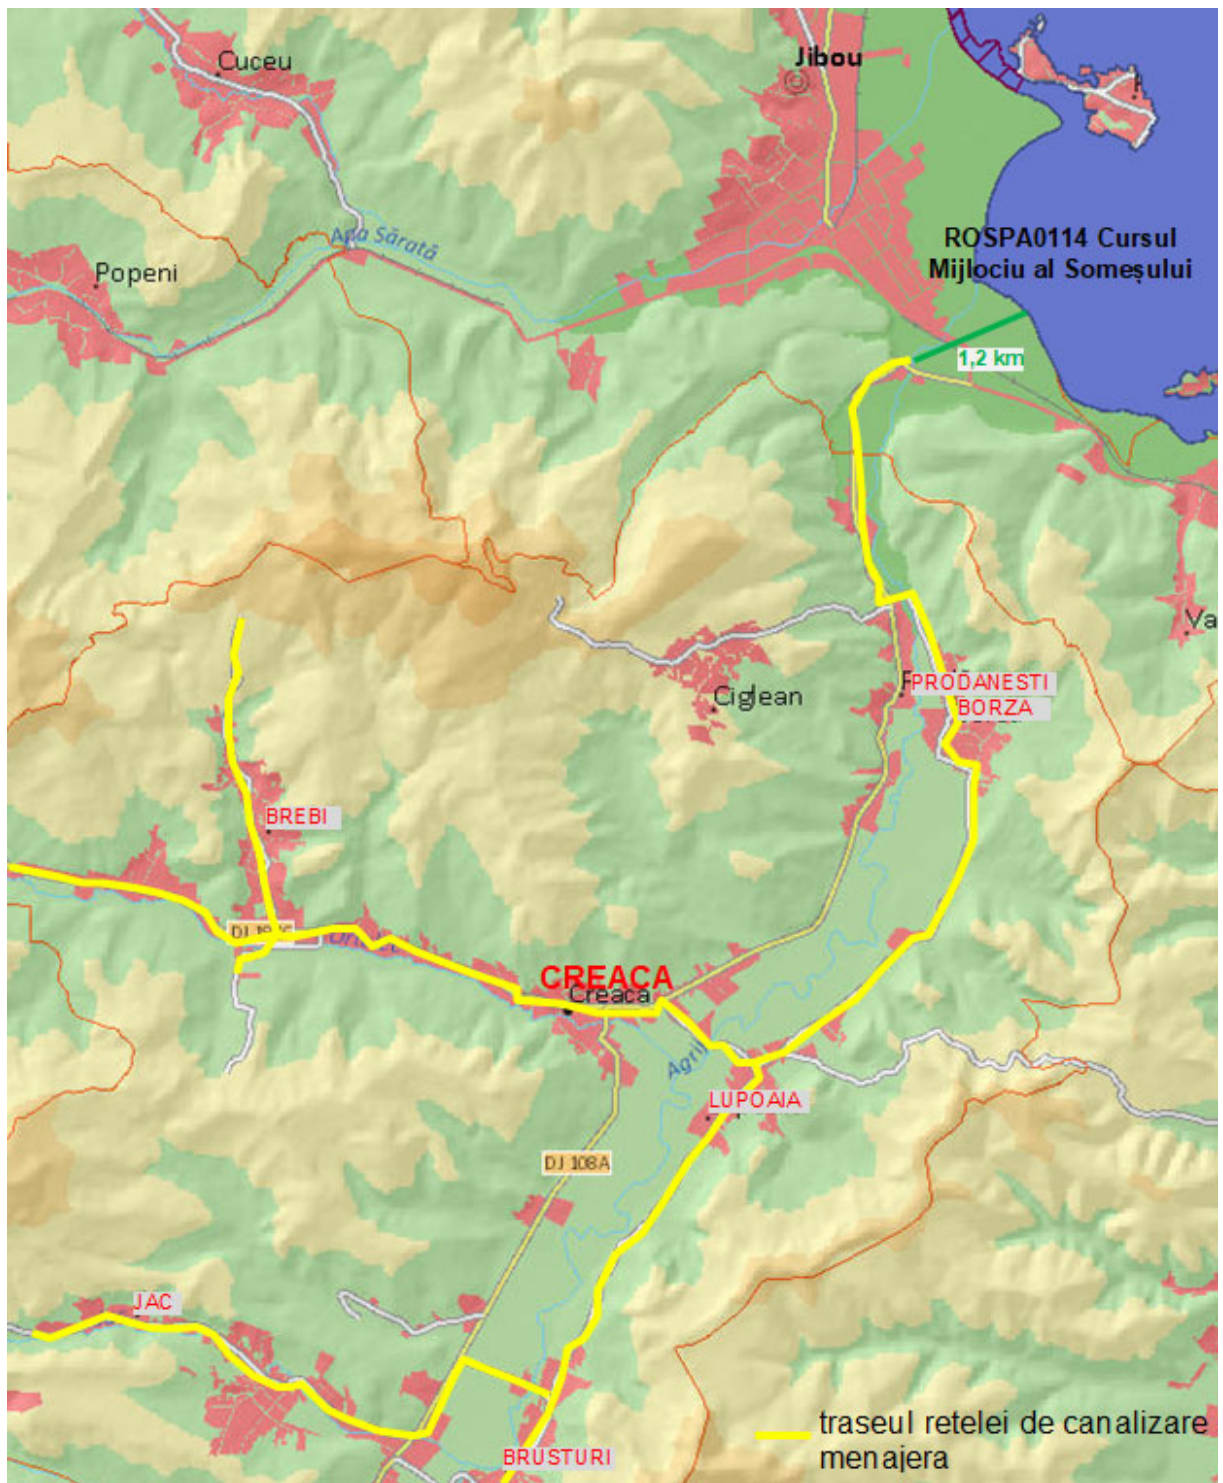 Cuceu
Jibou
Apa Sărată
ROSPA0114 Cursul
Mijlociu al Someșului
Popeni
1,2 km
Va
PRODANESTI
Ciglean
BORZA
BREBI
CREACA
Creaca
Agrij
LUPOAIA
DJ 108A
JAC
traseul retelei de canalizare
menajera
BRUSTURI